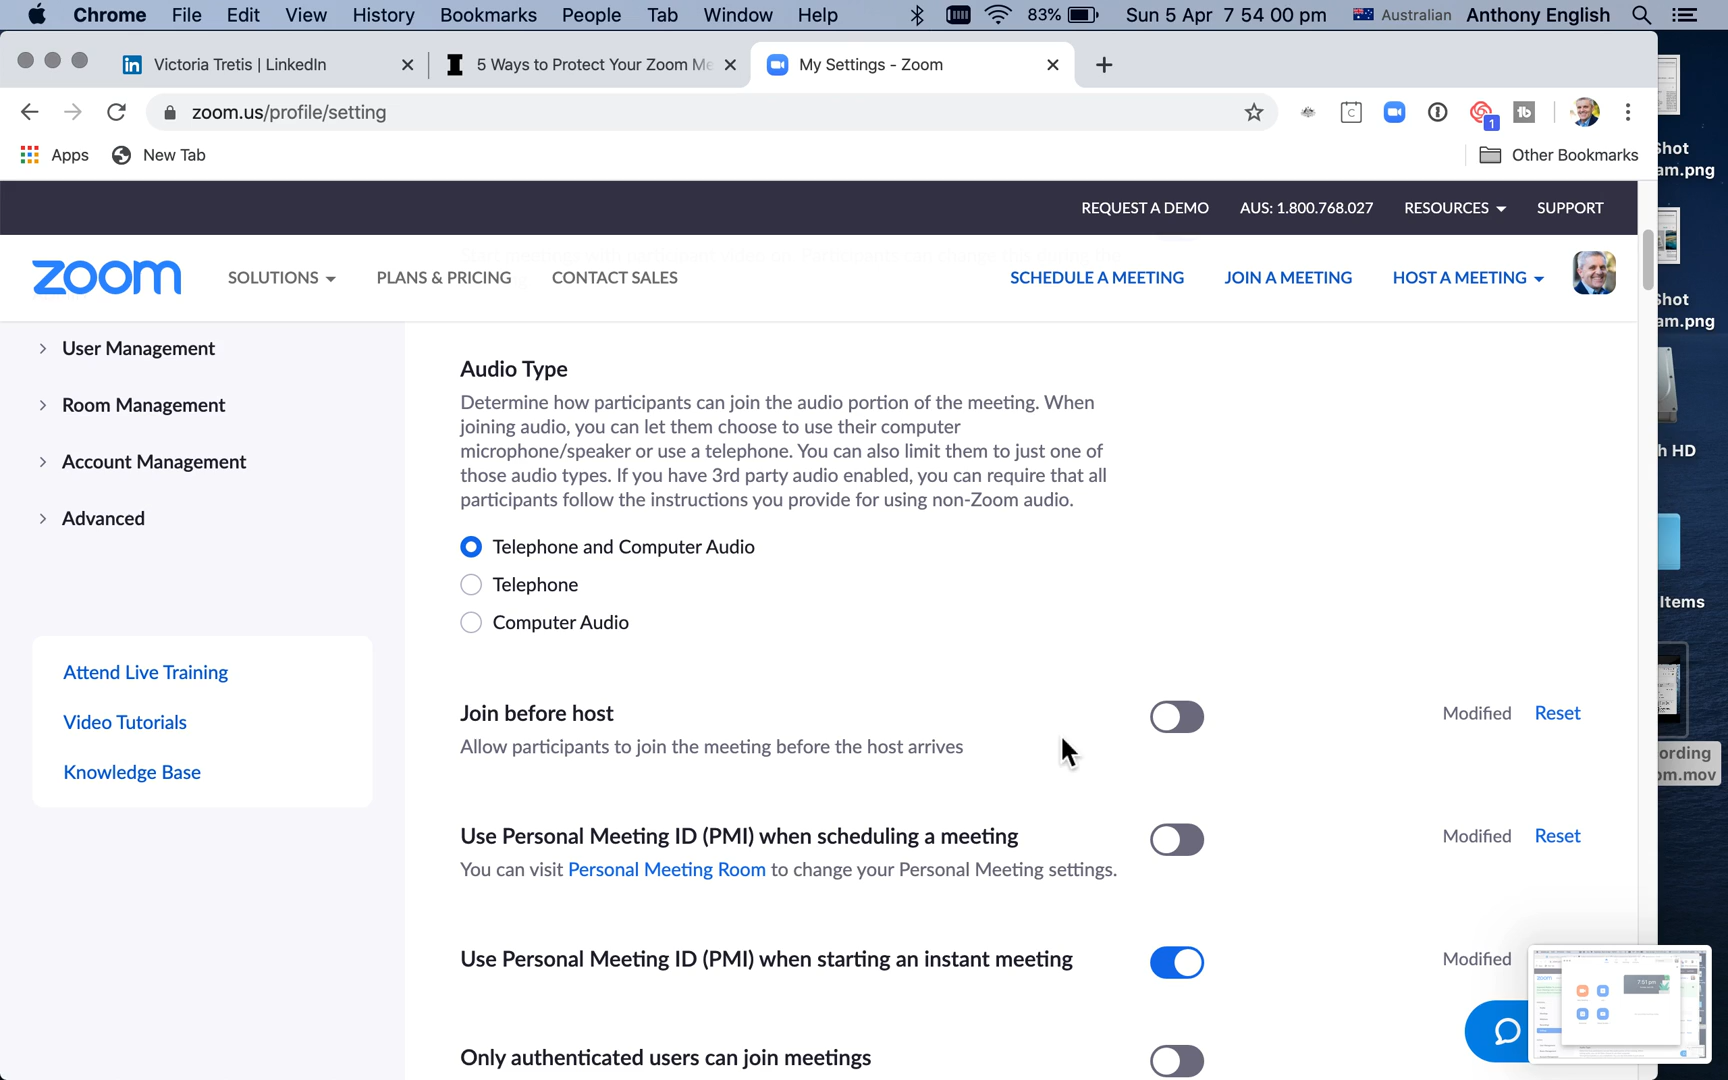 Chrome File Edit View History Bookmarks People Tab Window Help 83% Sun 5 Apr 7 54 00 pm Australian Anthony English
Victoria Tretis | LinkedIn
5 Ways to Protect Your Zoom Me
My Settings - Zoom
zoom.us/profile/setting
1
Apps New Tab Other Bookmarks
REQUEST A DEMO AUS: 1.800.768.027 RESOURCES SUPPORT
zoom SOLUTIONS PLANS & PRICING CONTACT SALES SCHEDULE A MEETING JOIN A MEETING HOST A MEETING
User Management
Room Management
Account Management
Advanced
Attend Live Training
Video Tutorials
Knowledge Base
Audio Type
Determine how participants can join the audio portion of the meeting. When
joining audio, you can let them choose to use their computer
microphone/speaker or use a telephone. You can also limit them to just one of
those audio types. If you have 3rd party audio enabled, you can require that all
participants follow the instructions you provide for using non-Zoom audio.
Telephone and Computer Audio
Telephone
Computer Audio
Join before host Modified Reset
Allow participants to join the meeting before the host arrives
Use Personal Meeting ID (PMI) when scheduling a meeting Modified Reset
You can visit Personal Meeting Room to change your Personal Meeting settings.
Use Personal Meeting ID (PMI) when starting an instant meeting Modified
Only authenticated users can join meetings
Shot
am.png
Shot
am.png
h HD
Items
ording
om.mov